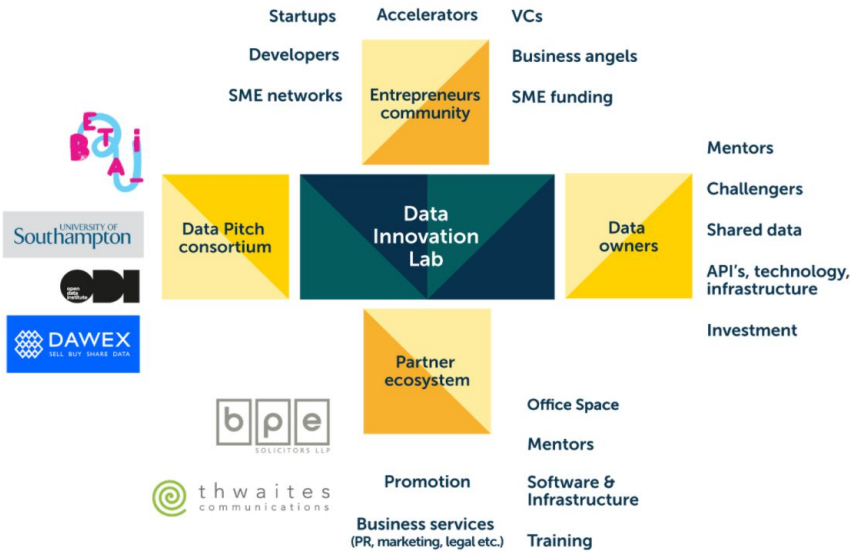 Startups
Accelerators
VCs
Developers
Business angels
SME networks
SME funding
Entrepreneurs
community
BETA-i
UNIVERSITY OF
Southampton
open
data
institute
ODI
DAWEX
SELL BUY SHARE DATA
Data Pitch
consortium
Data
Innovation
Lab
Data
owners
Mentors
Challengers
Shared data
API's, technology,
infrastructure
Investment
Partner
ecosystem
bpe
SOLICITORS LLP
thwaites
communications
Office Space
Mentors
Promotion
Software &
Infrastructure
Business services
(PR, marketing, legal etc.)
Training